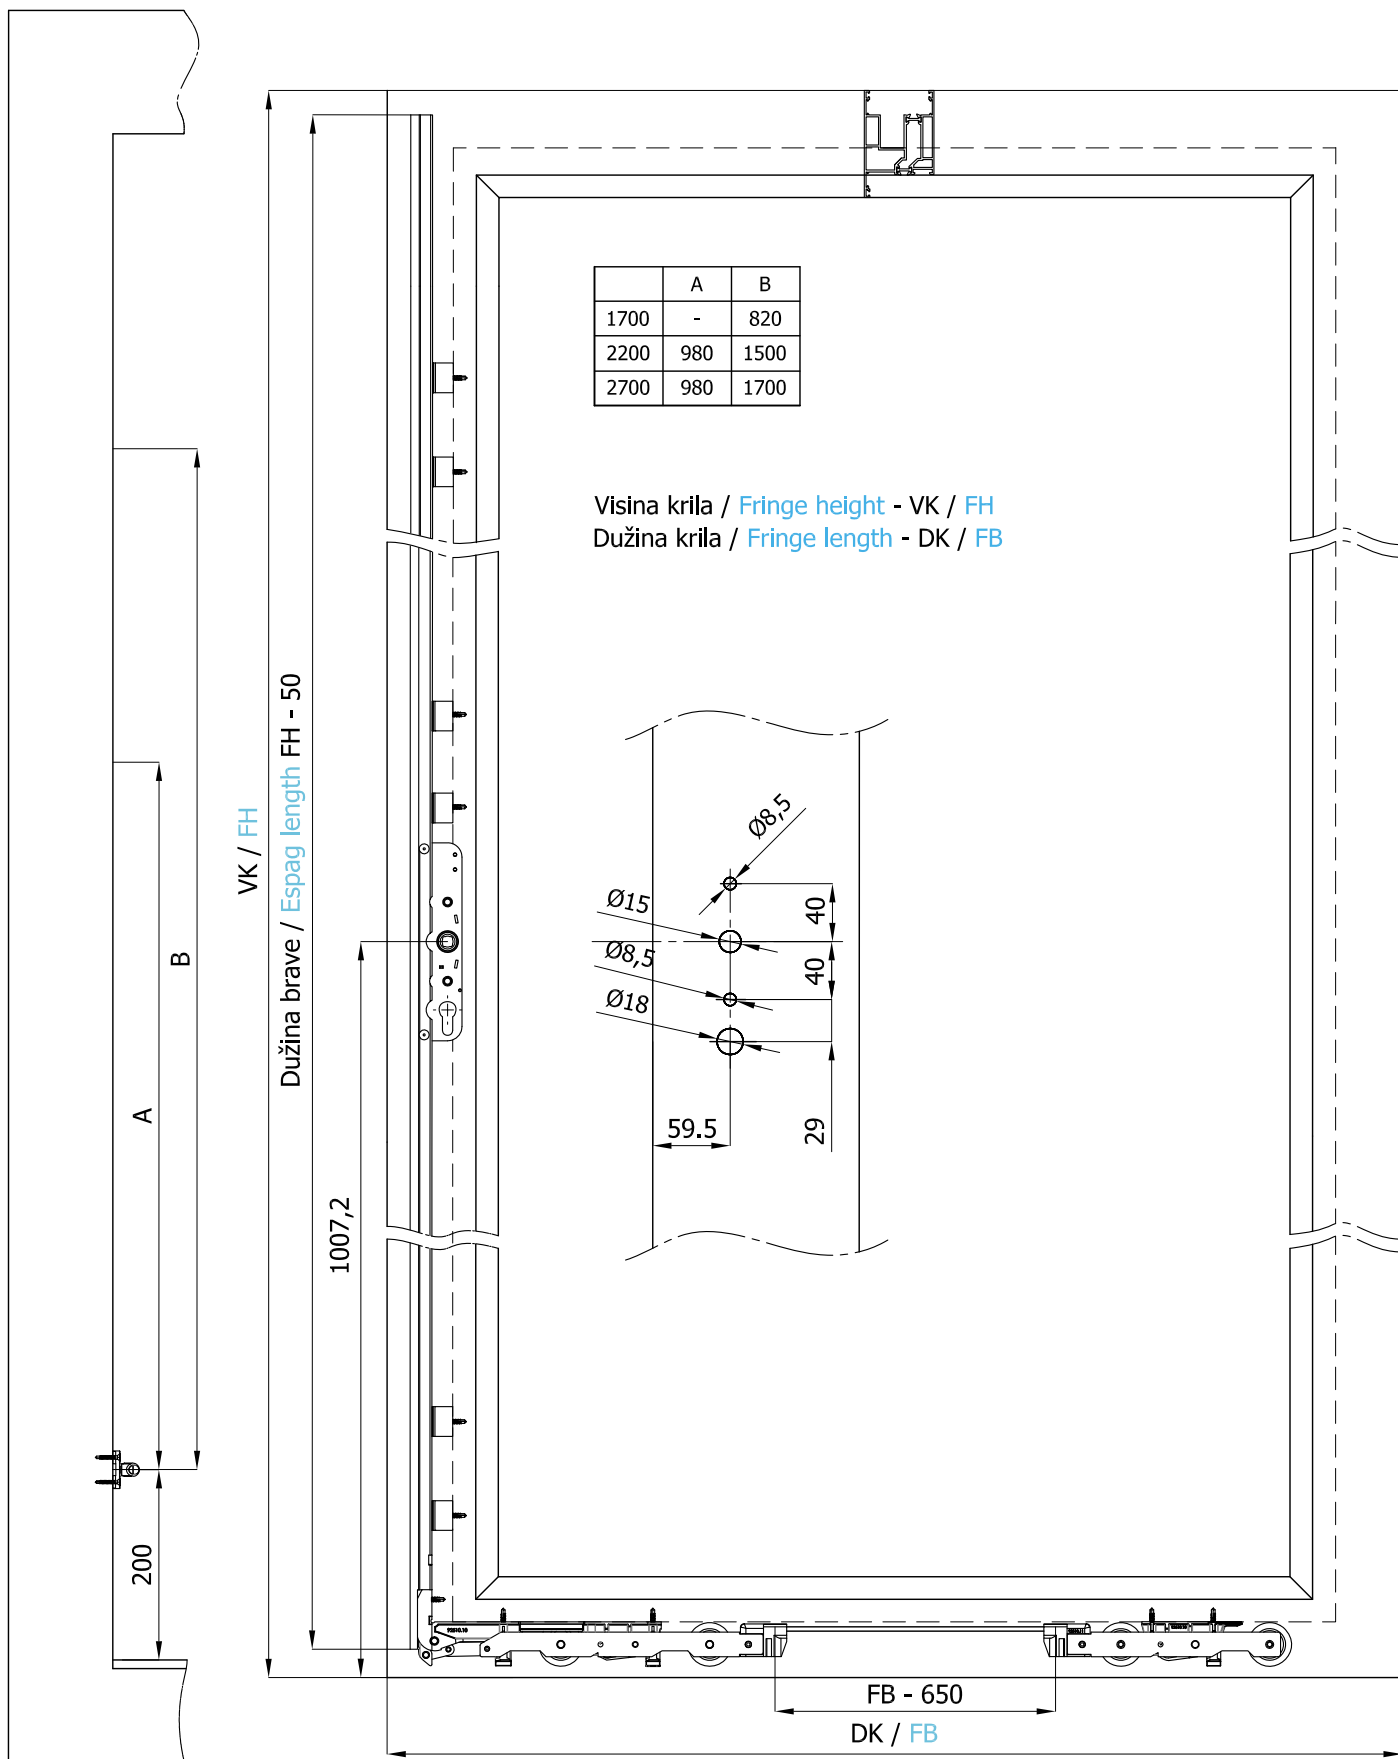 A B
1700 - 820
2200 980 1500
2700 980 1700
Visina krila / Fringe height - VK / FH
Dužina krila / Fringe length - DK / FB
VK / FH
Dužina brave / Espag length FH - 50
B
A
200
1007,2
Ø8,5
Ø15
Ø8,5
Ø18
40
40
29
59.5
FB - 650
DK / FB